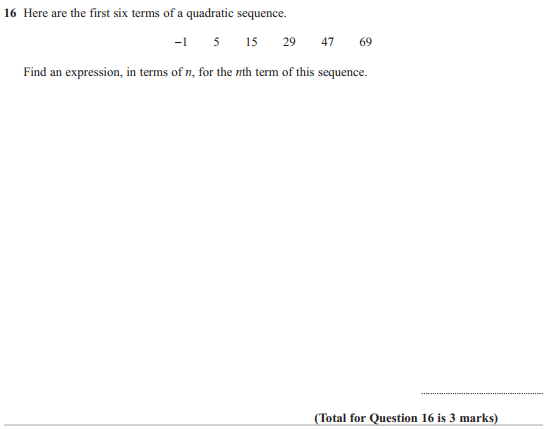 16 Here are the first six terms of a quadratic sequence.
−1 5 15 29 47 69
Find an expression, in terms of n, for the nth term of this sequence.
(Total for Question 16 is 3 marks)